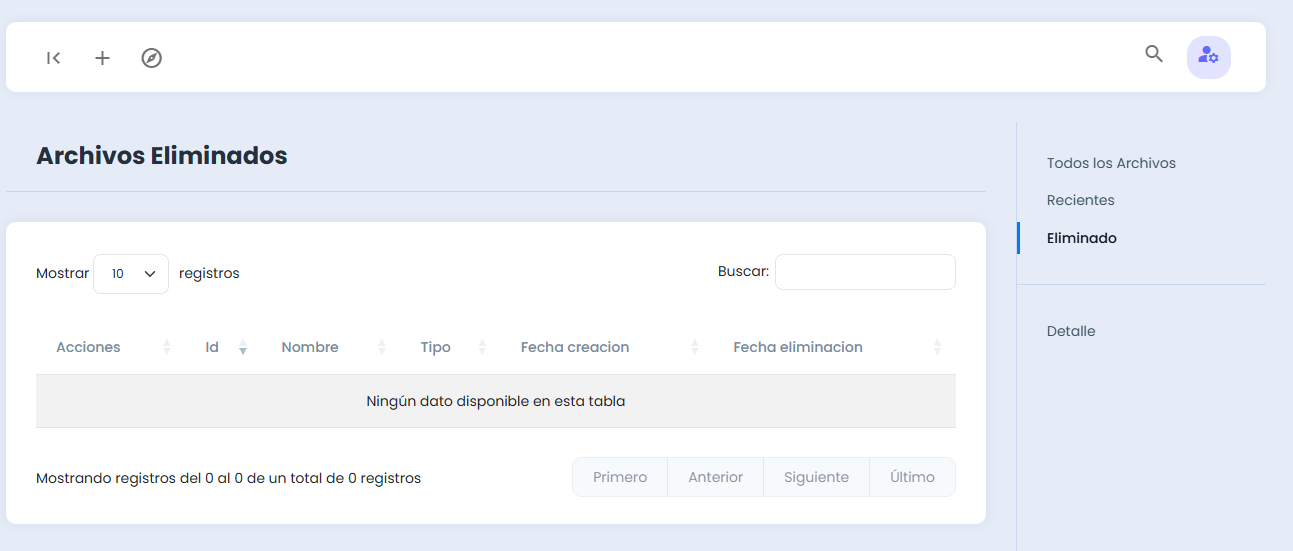 Archivos Eliminados
Mostrar 10 registros
Buscar:
Acciones Id Nombre Tipo Fecha creacion Fecha eliminacion
Ningún dato disponible en esta tabla
Mostrando registros del 0 al 0 de un total de 0 registros
Primero Anterior Siguiente Último
Todos los Archivos
Recientes
Eliminado
Detalle